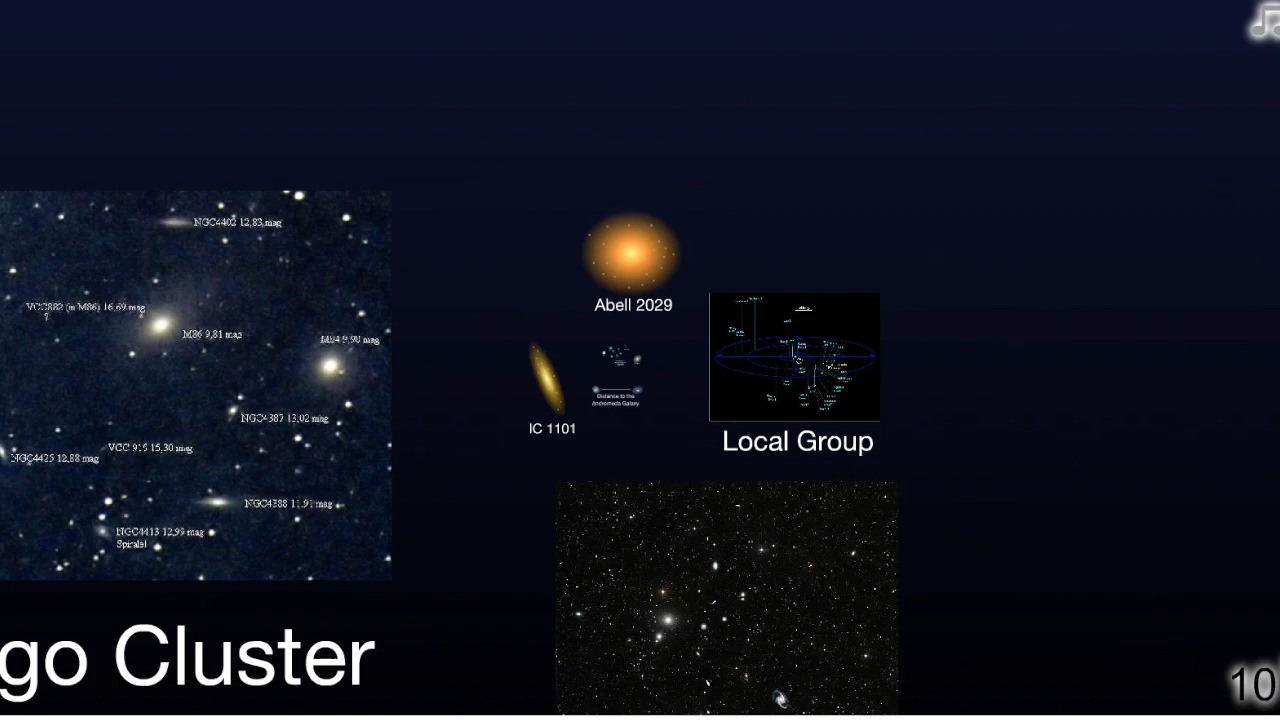 NGC4402 12,83 mag
VCC882 (in M86) 16,69 mag
?
M86 9,81 mag
M84 9,90 mag
NGC4387 13,02 mag
VCC 915 15,30 mag
NGC4425 12,88 mag
NGC4388 11,91 mag
NGC4413 12,99 mag
Spirale!
go Cluster
Abell 2029
IC 1101
Distance to the
Andromeda Galaxy
Local Group
10